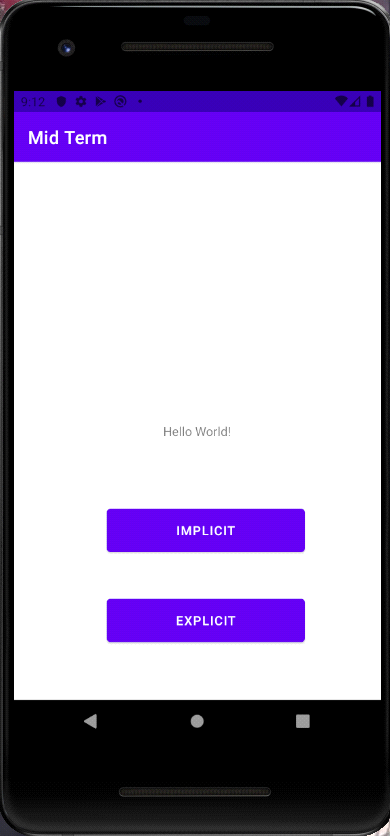 9:12
Mid Term
Hello World!
IMPLICIT
EXPLICIT